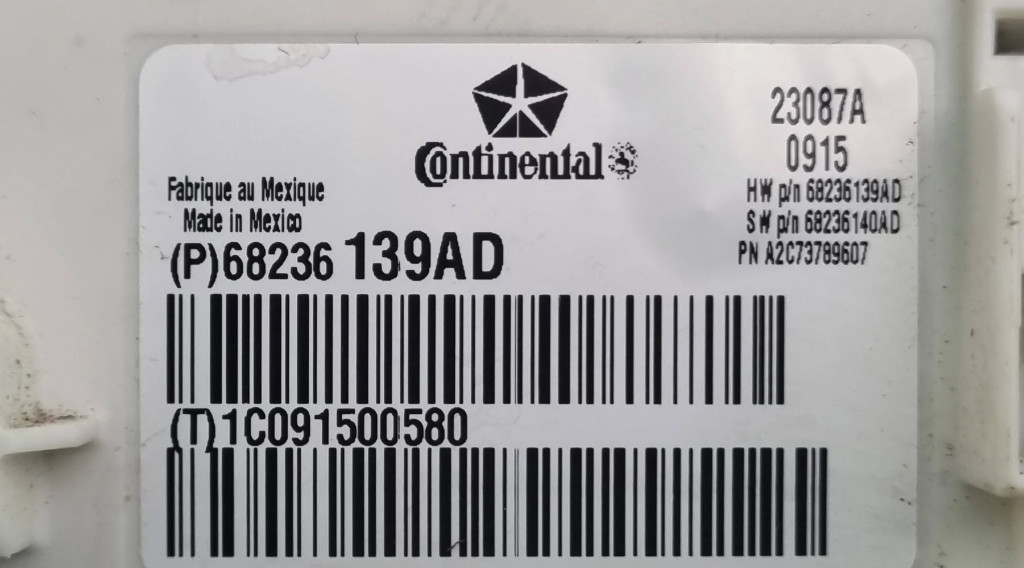 Continental
23087A
0915
HW p/n 68236139AD
SW p/n 68236140AD
PN A2C73789607
Fabrique au Mexique
Made in Mexico
(P)68236 139AD
(T)1C091500580